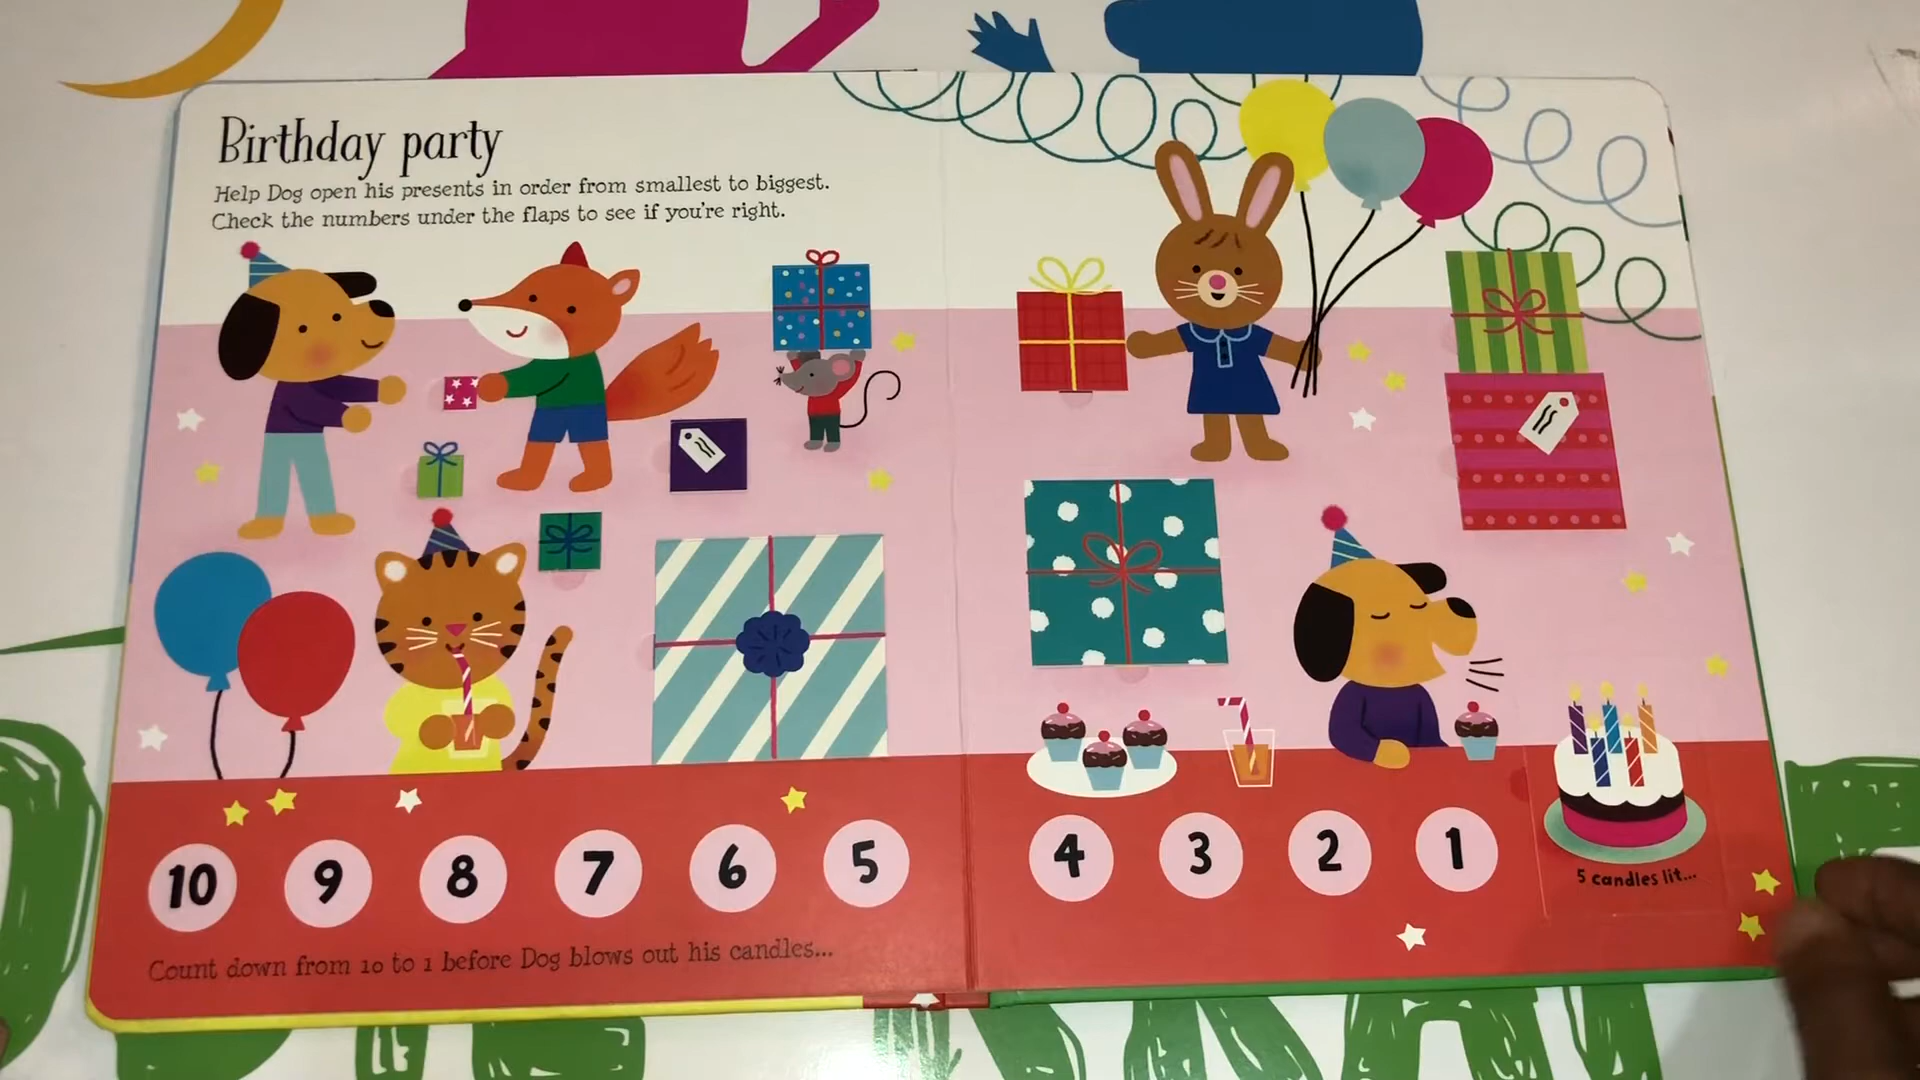 Birthday party
Help Dog open his presents in order from smallest to biggest.
Check the numbers under the flaps to see if you're right.
10 9 8 7 6 5 4 3 2 1
5 candles lit...
Count down from 10 to 1 before Dog blows out his candles...